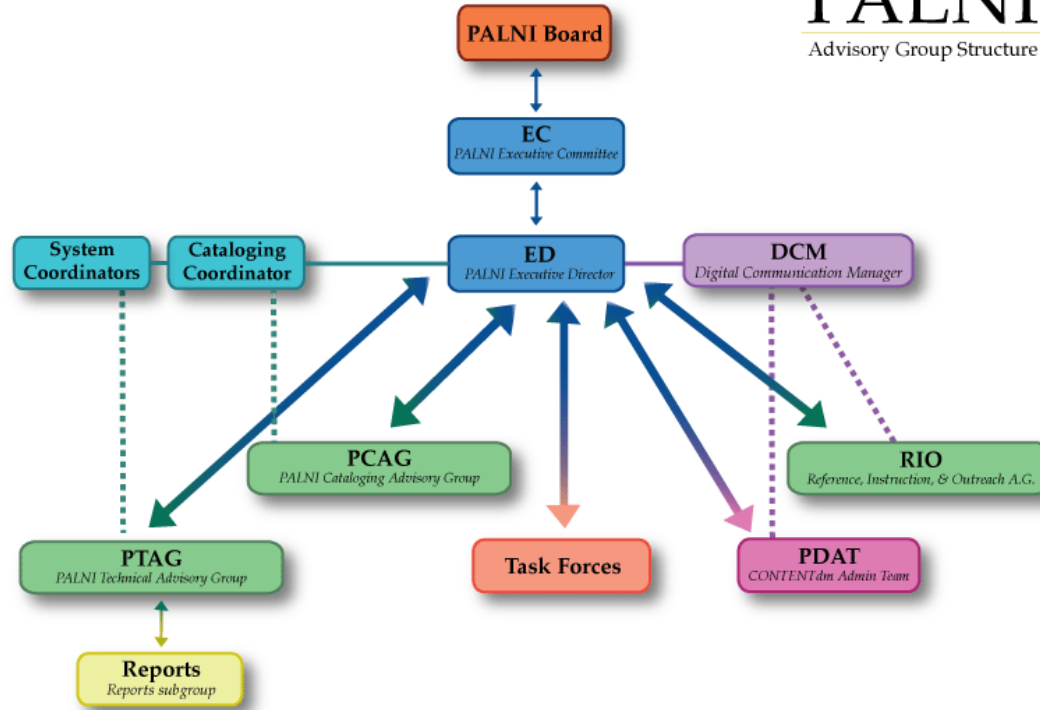 PALNI
Advisory Group Structure
PALNI Board
EC
PALNI Executive Committee
System
Coordinators
Cataloging
Coordinator
ED
PALNI Executive Director
DCM
Digital Communication Manager
PCAG
PALNI Cataloging Advisory Group
RIO
Reference, Instruction, & Outreach A.G.
PTAG
PALNI Technical Advisory Group
Task Forces
PDAT
CONTENTdm Admin Team
Reports
Reports subgroup